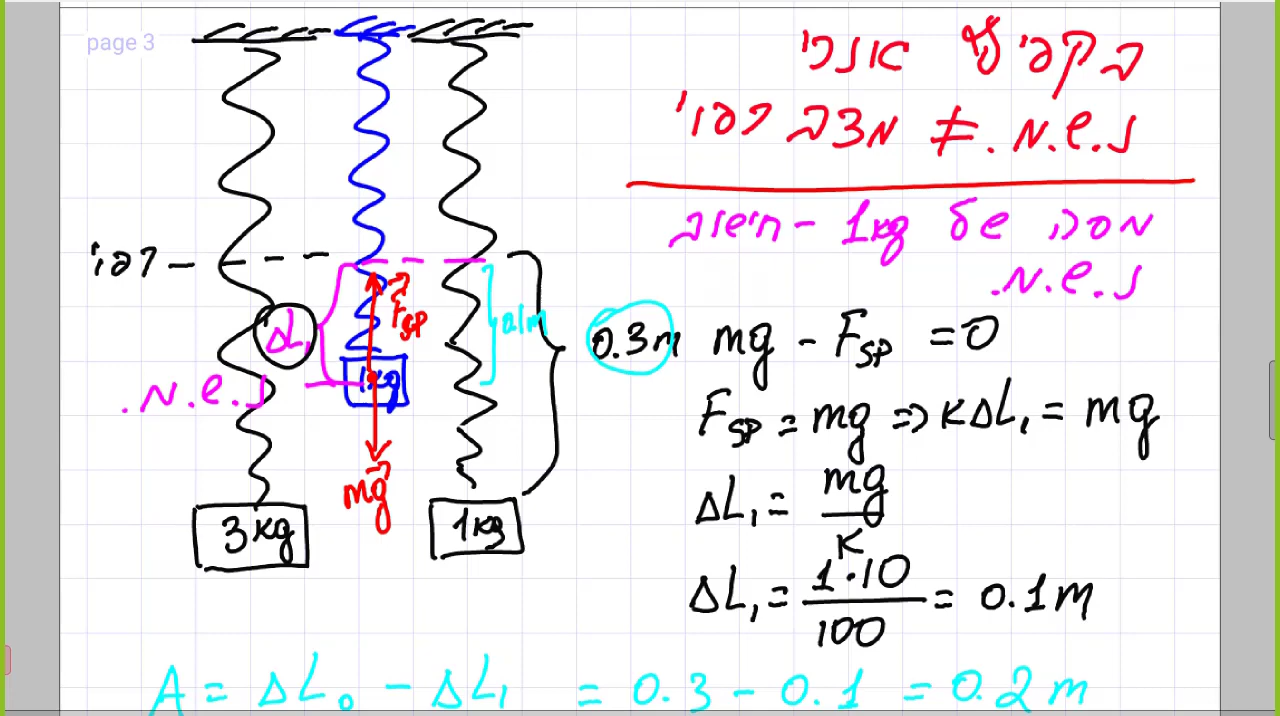 page 3
בקפיץ אנכי
נ.ש.מ. ≠ מצב רפוי
מסה של 1kg - חישוב
נ.ש.מ.
רפוי
ΔL₁
F⃗sp
0.1m
0.3m
mg - Fsp = 0
נ.ש.מ.
1kg
Fsp = mg => KΔL₁ = mg
mg⃗
ΔL₁ = mg/K
3kg
1kg
ΔL₁ = 1·10/100 = 0.1m
A = ΔL₀ - ΔL₁ = 0.3 - 0.1 = 0.2m